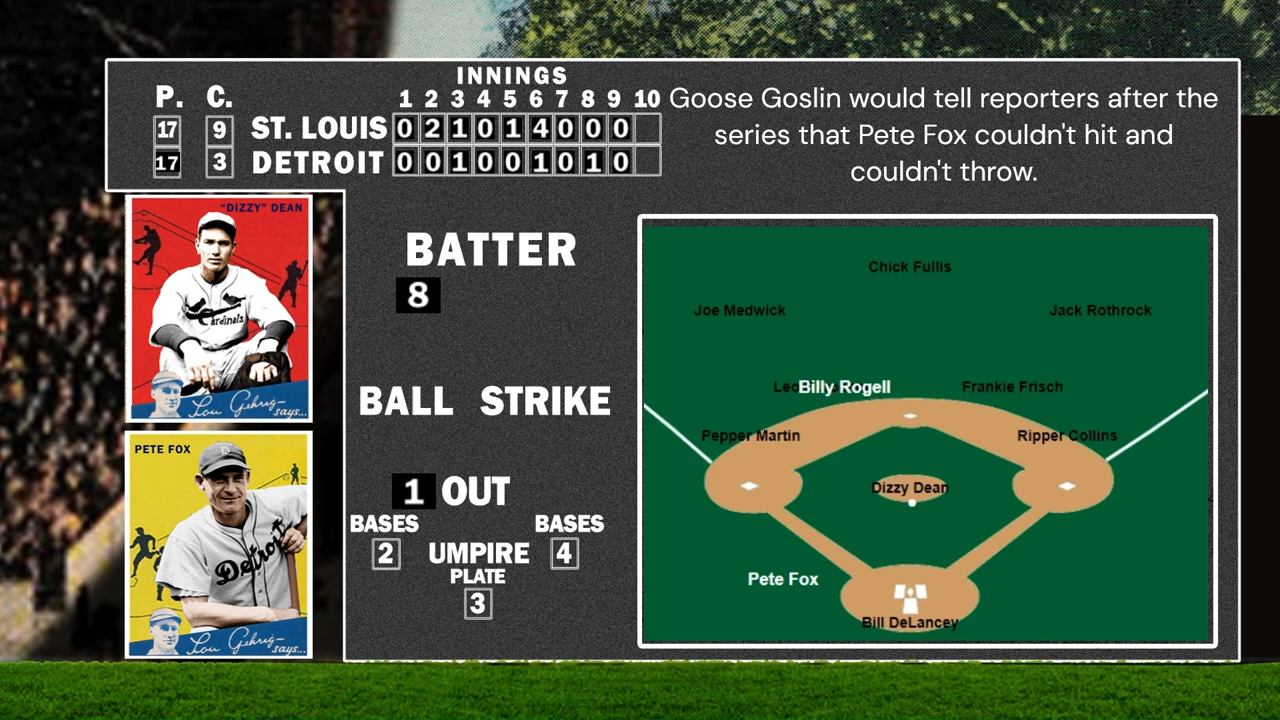 INNINGS
P. C. 1 2 3 4 5 6 7 8 9 10
17 9 ST. LOUIS 0 2 1 0 1 4 0 0 0
17 3 DETROIT 0 0 1 0 0 1 0 1 0
Goose Goslin would tell reporters after the
series that Pete Fox couldn't hit and
couldn't throw.
"DIZZY" DEAN
Cardinals
Lou Gehrig—
says...
PETE FOX
Detroit
Lou Gehrig—
says...
BATTER
8
BALL STRIKE
1 OUT
BASES BASES
2 UMPIRE 4
PLATE
3
Chick Fullis
Joe Medwick Jack Rothrock
Billy Rogell Frankie Frisch
Pepper Martin Ripper Collins
Dizzy Dean
Pete Fox
Bill DeLancey